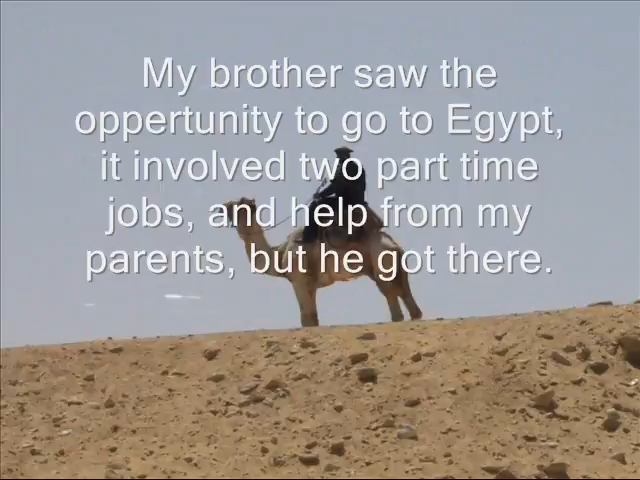 My brother saw the
oppertunity to go to Egypt,
it involved two part time
jobs, and help from my
parents, but he got there.